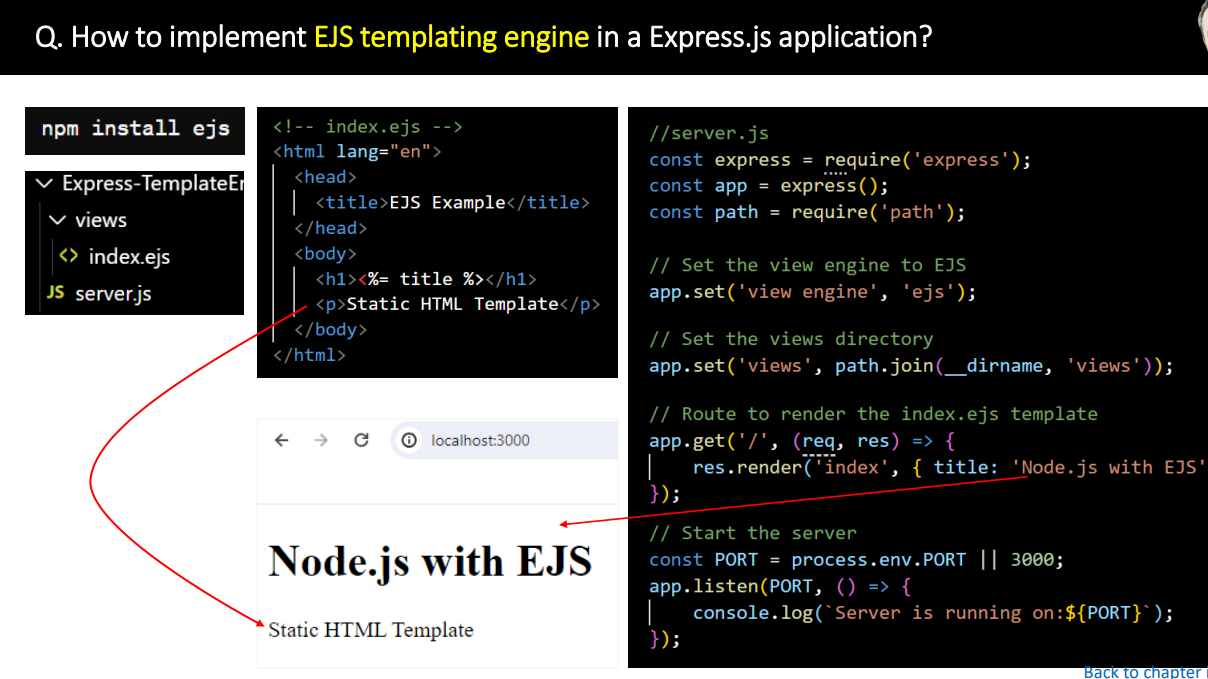 Q. How to implement EJS templating engine in a Express.js application?
npm install ejs
Express-TemplateEr
views
index.ejs
JS server.js
<!-- index.ejs -->
<html lang="en">
<head>
<title>EJS Example</title>
</head>
<body>
<h1><%= title %></h1>
<p>Static HTML Template</p>
</body>
</html>
localhost:3000
Node.js with EJS
Static HTML Template
//server.js
const express = require('express');
const app = express();
const path = require('path');
// Set the view engine to EJS
app.set('view engine', 'ejs');
// Set the views directory
app.set('views', path.join(__dirname, 'views'));
// Route to render the index.ejs template
app.get('/', (req, res) => {
res.render('index', { title: 'Node.js with EJS'
});
// Start the server
const PORT = process.env.PORT || 3000;
app.listen(PORT, () => {
console.log(`Server is running on:${PORT}`);
});
Back to chapter